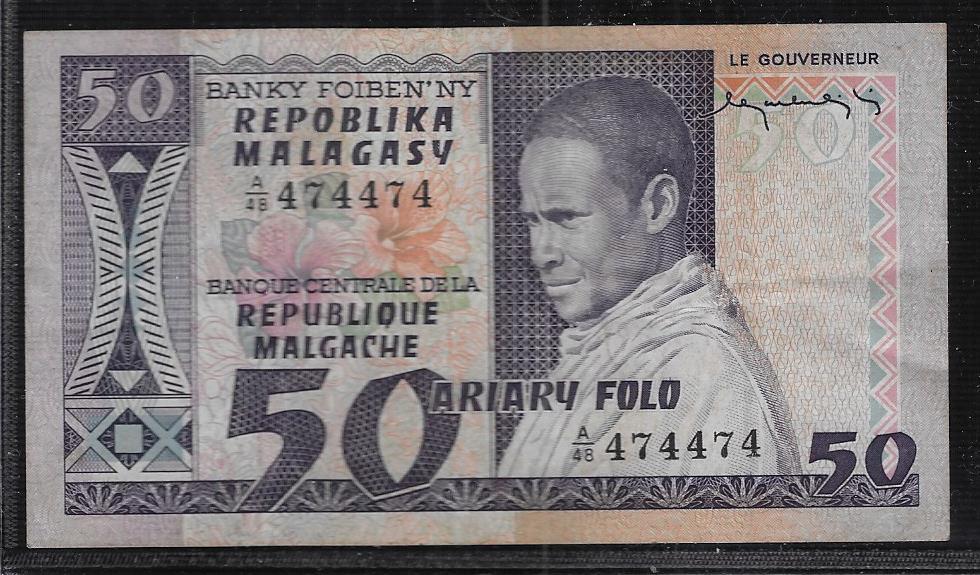 50
BANKY FOIBEN'NY
REPOBLIKA
MALAGASY
A/48 474474
BANQUE CENTRALE DE LA
REPUBLIQUE
MALGACHE
50 ARIARY FOLO
LE GOUVERNEUR
50
A/48 474474
50